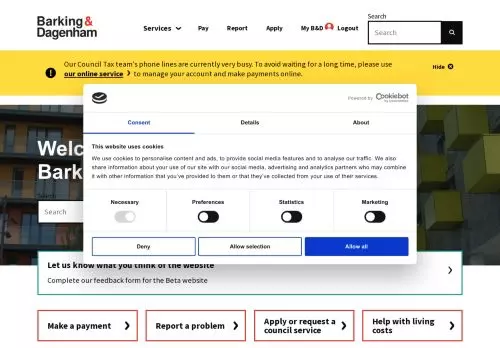 Barking &
Dagenham
Services
Pay
Report
Apply
My B&D
Logout
Search
Search
Our Council Tax team's phone lines are currently very busy. To avoid waiting for a long time, please use
our online service > to manage your account and make payments online.
Hide
Powered by Cookiebot
by Usercentrics
Consent
Details
About
This website uses cookies
We use cookies to personalise content and ads, to provide social media features and to analyse our traffic. We also
share information about your use of our site with our social media, advertising and analytics partners who may combine
it with other information that you've provided to them or that they've collected from your use of their services.
Necessary
Preferences
Statistics
Marketing
Deny
Allow selection
Allow all
Welc
Bark
Search
Search
Let us know what you think of the website
Complete our feedback form for the Beta website
Make a payment
Report a problem
Apply or request a
council service
Help with living
costs